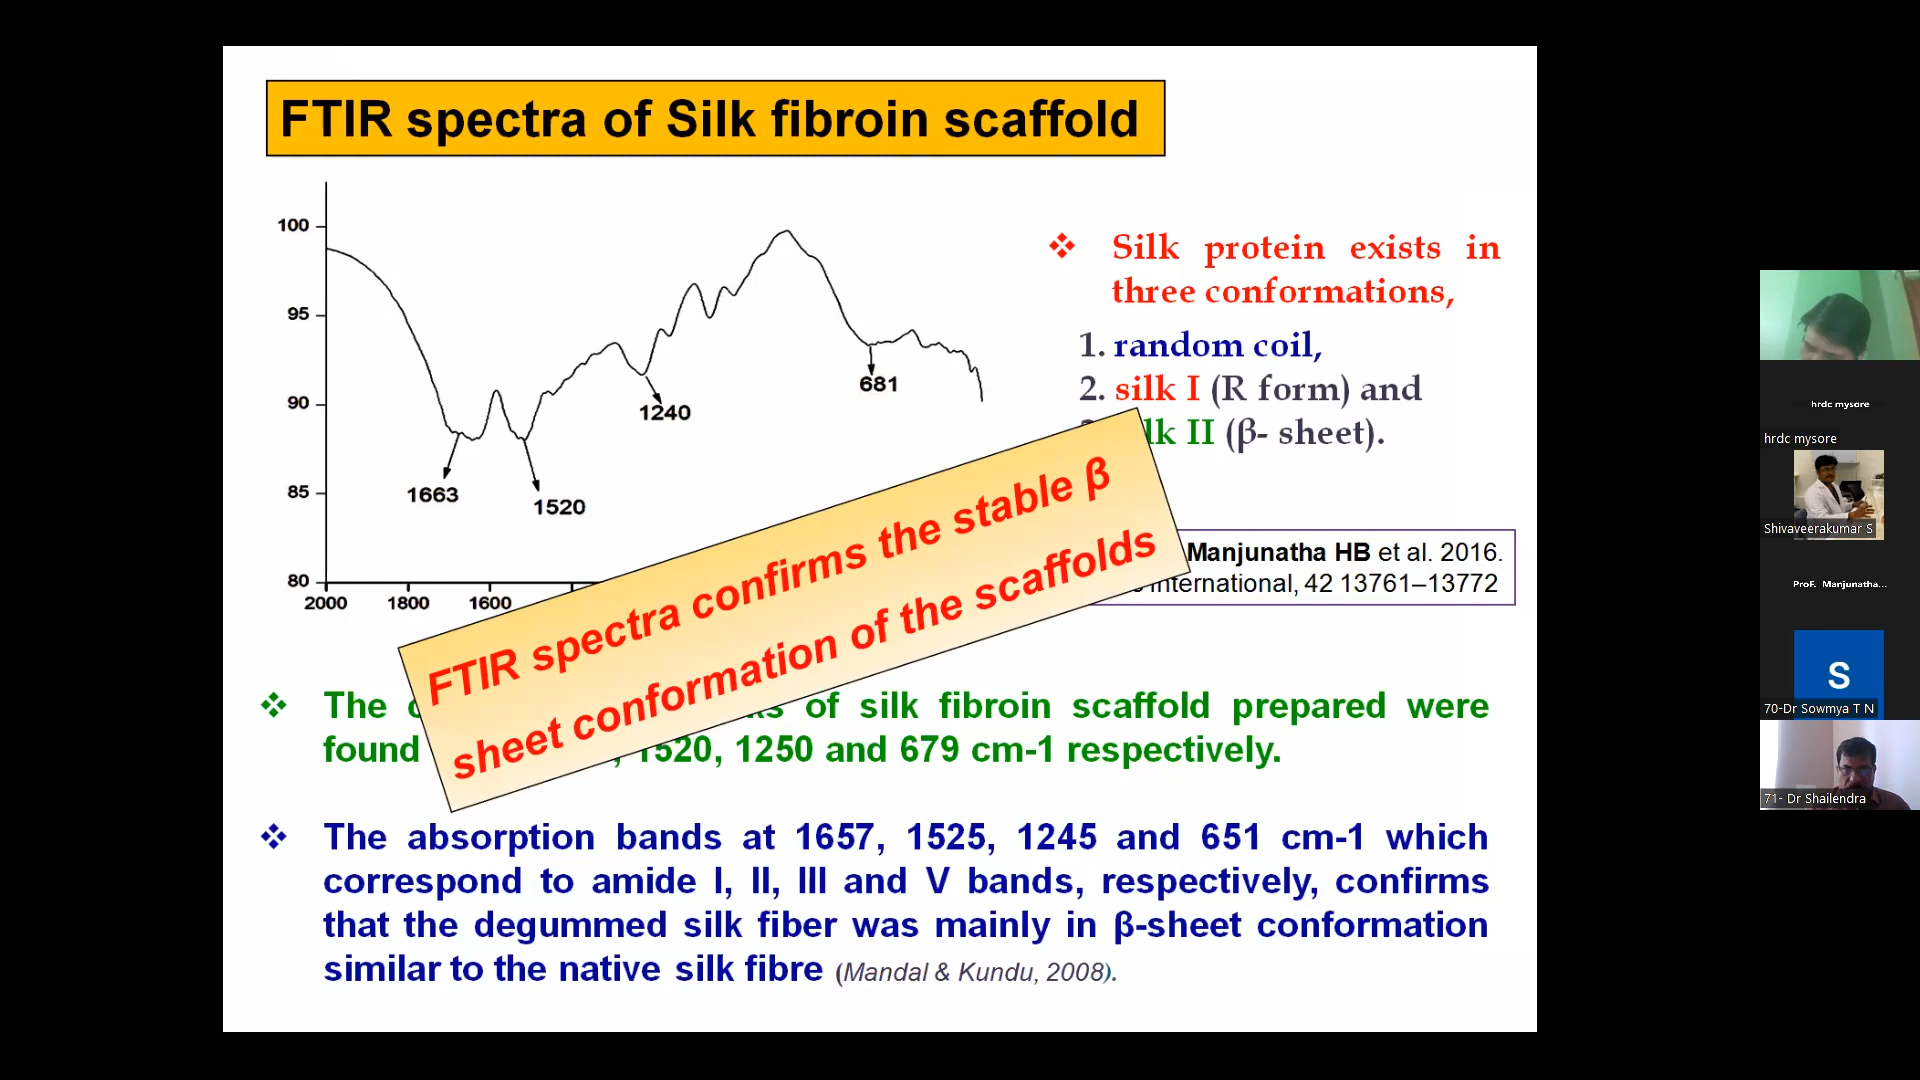 FTIR spectra of Silk fibroin scaffold
100
95
90
85
80
2000 1800 1600
1663
1520
1240
681
❖ Silk protein exists in
three conformations,
1. random coil,
2. silk I (R form) and
lk II (β- sheet).
Manjunatha HB et al. 2016.
International, 42 13761–13772
FTIR spectra confirms the stable β
sheet conformation of the scaffolds
❖ The of silk fibroin scaffold prepared were
found , 1520, 1250 and 679 cm-1 respectively.
❖ The absorption bands at 1657, 1525, 1245 and 651 cm-1 which
correspond to amide I, II, III and V bands, respectively, confirms
that the degummed silk fiber was mainly in β-sheet conformation
similar to the native silk fibre (Mandal & Kundu, 2008).
hrdc mysore
hrdc mysore
Shivaveerakumar S
ProF. Manjunatha...
S
70-Dr Sowmya T N
71- Dr Shailendra